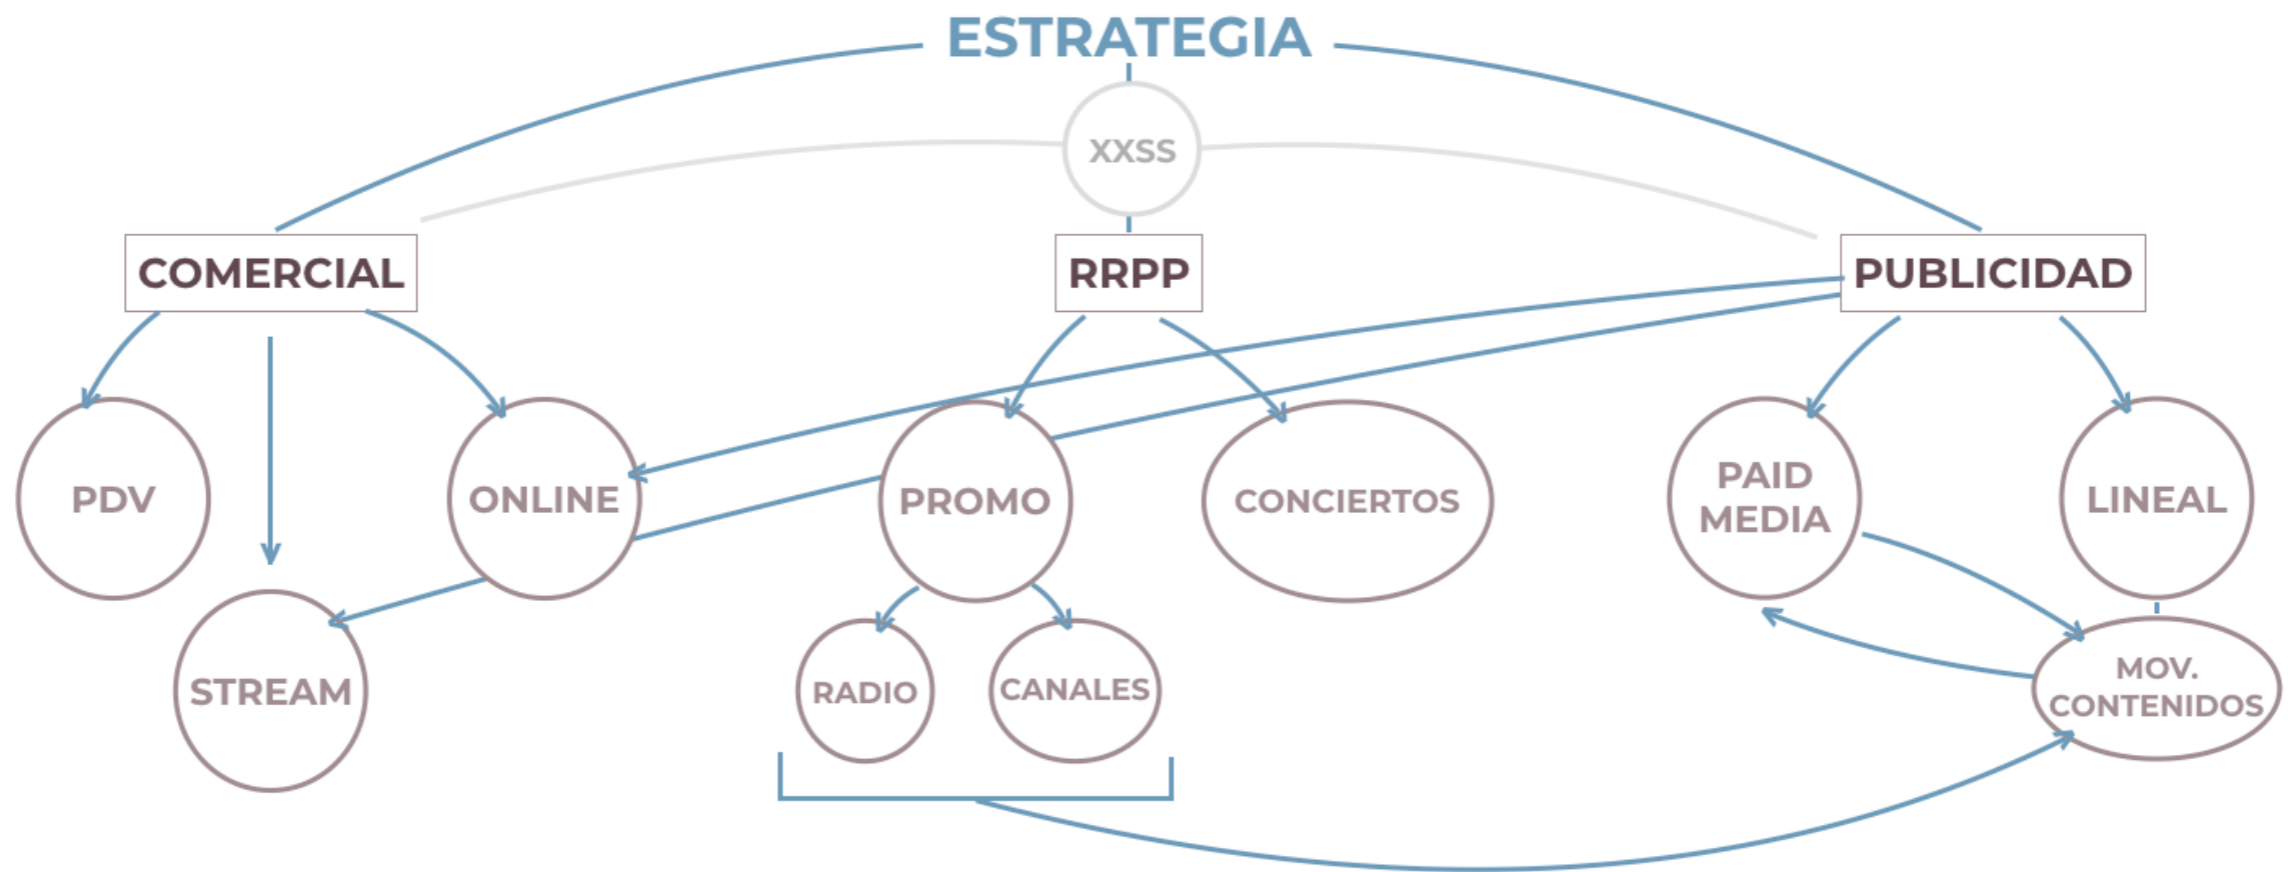 ESTRATEGIA
XXSS
COMERCIAL
RRPP
PUBLICIDAD
PDV
ONLINE
PROMO
CONCIERTOS
PAID
MEDIA
LINEAL
STREAM
RADIO
CANALES
MOV.
CONTENIDOS